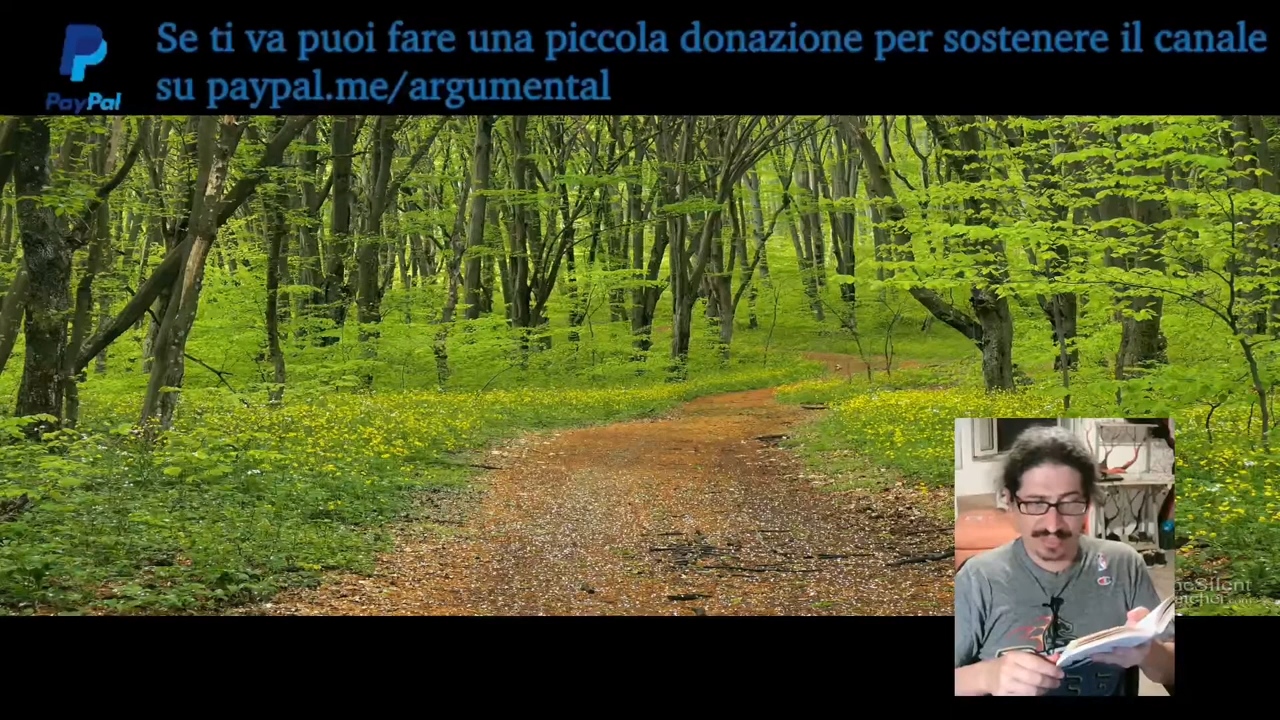 Se ti va puoi fare una piccola donazione per sostenere il canale
su paypal.me/argumental
PayPal